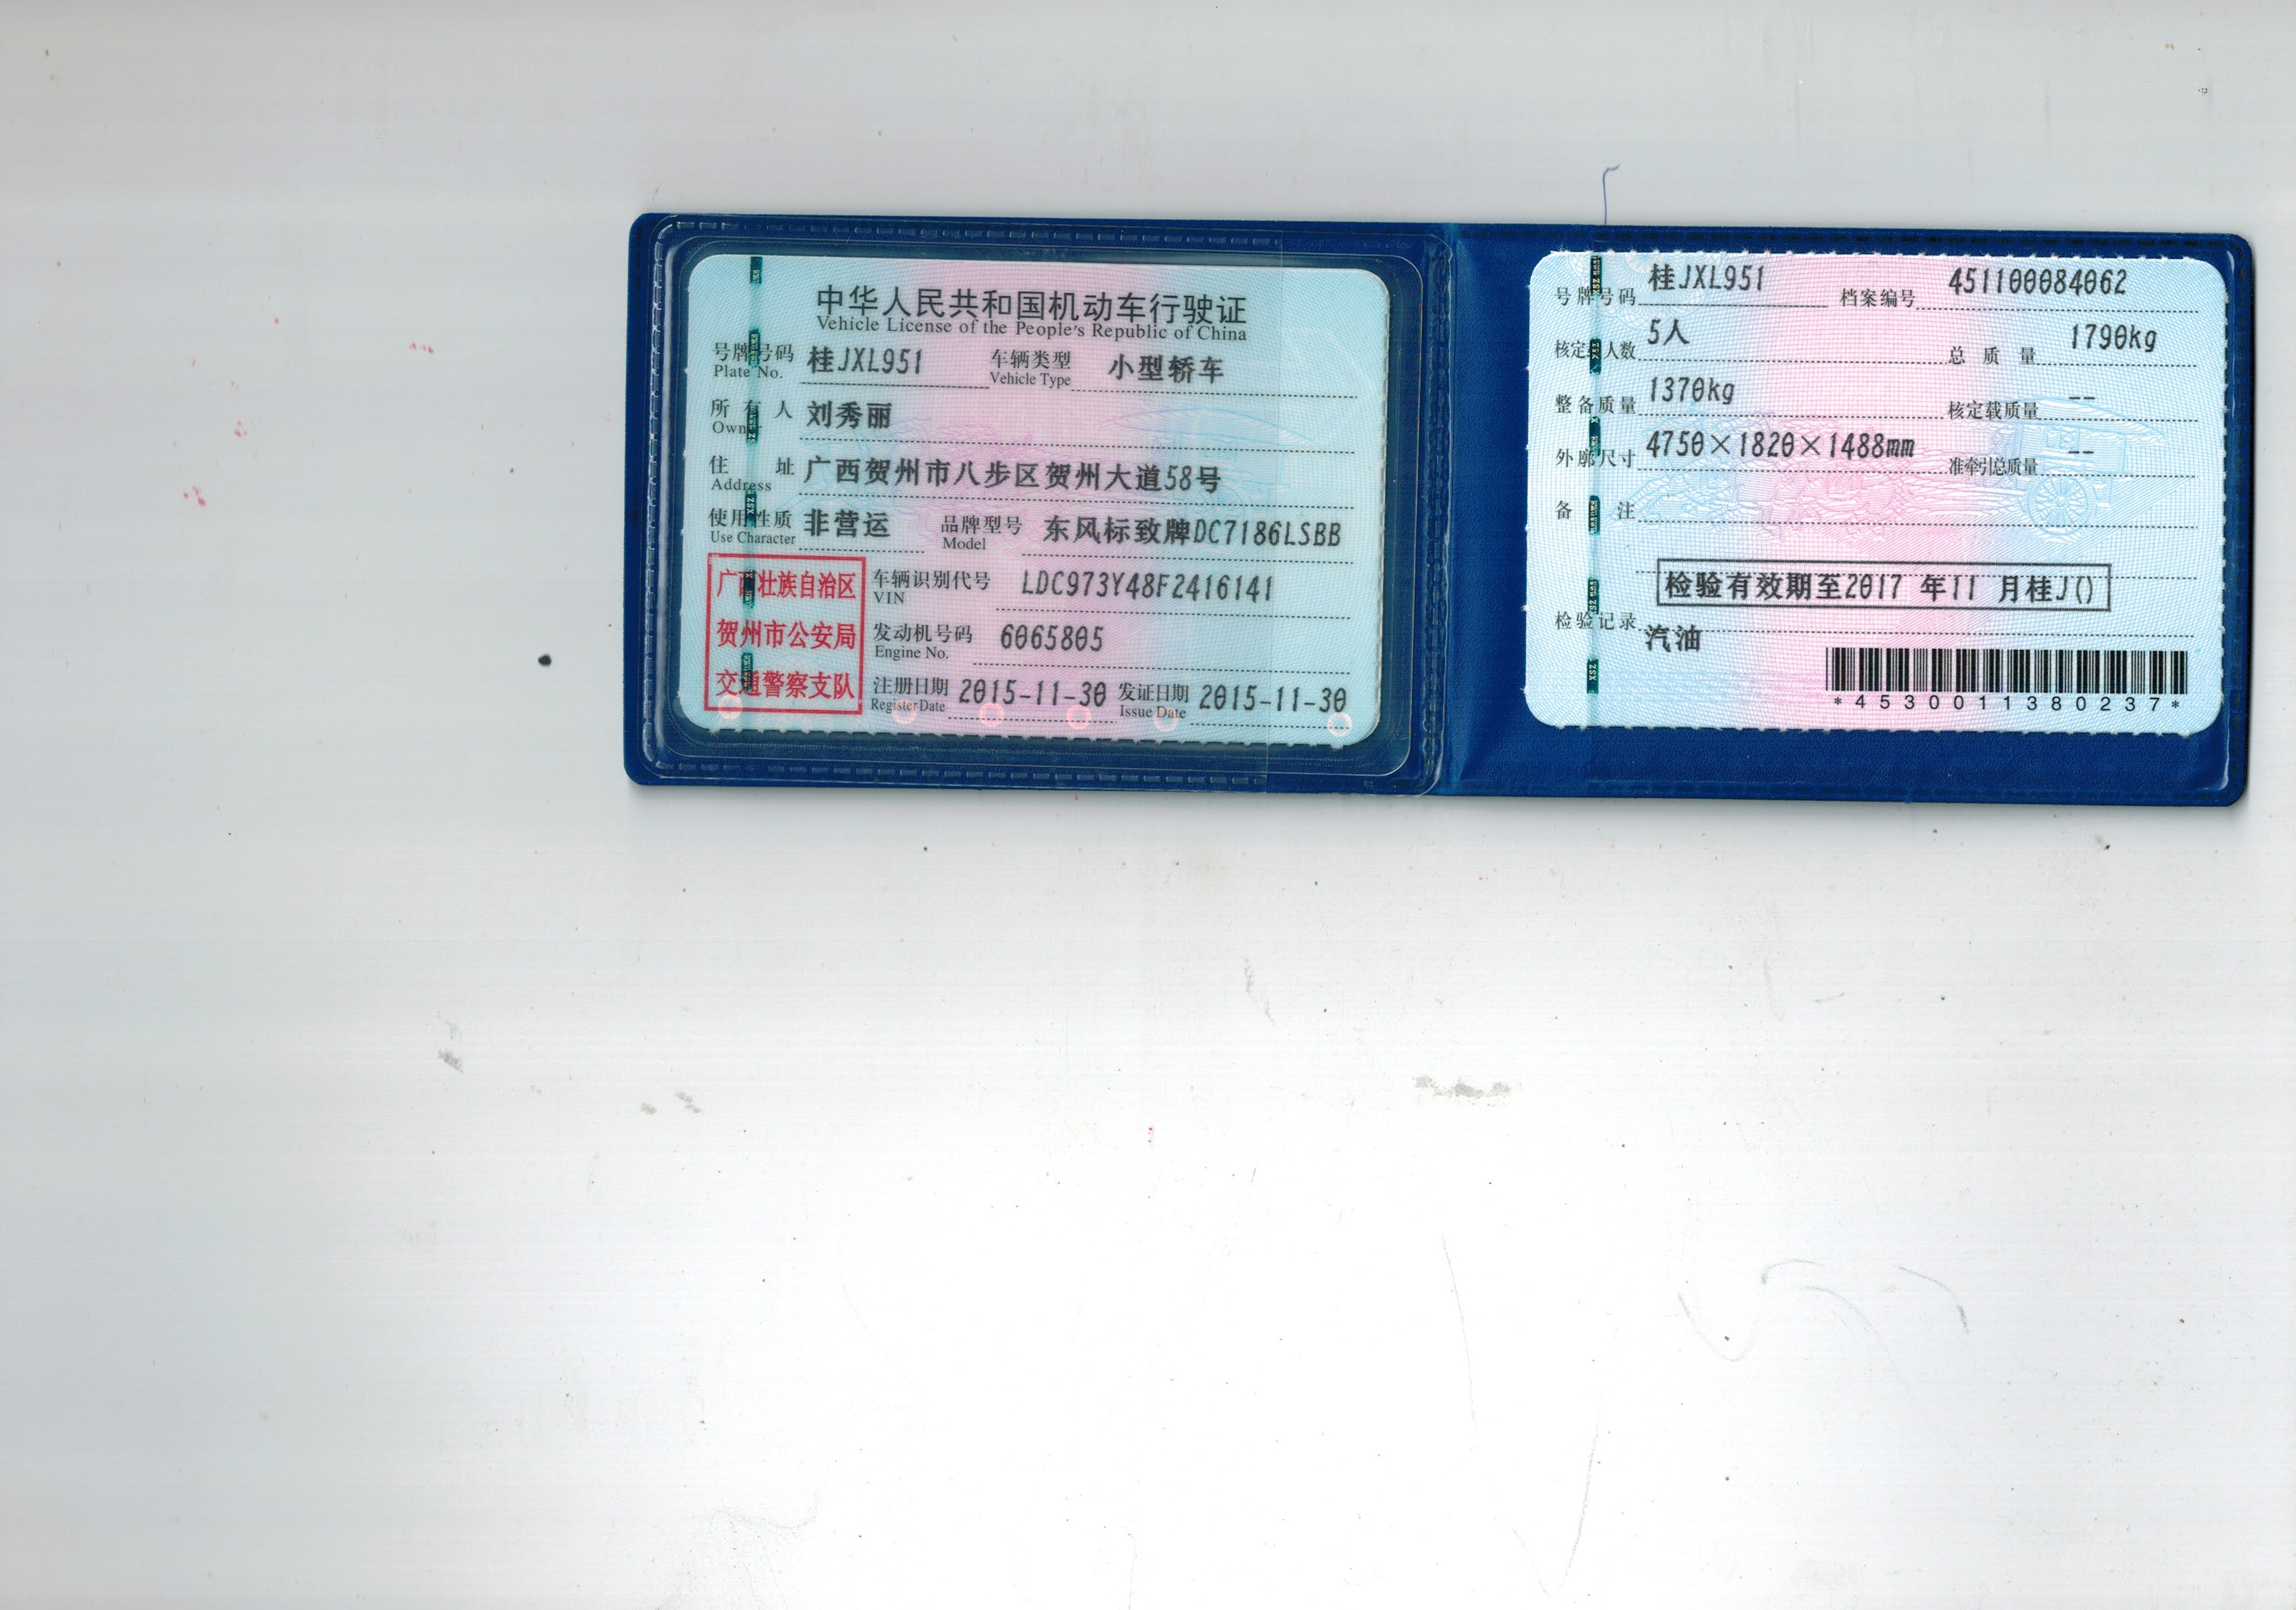 中华人民共和国机动车行驶证
Vehicle License of the People's Republic of China
号牌号码 桂JXL951 车辆类型 小型轿车
Plate No. Vehicle Type
所有人 刘秀丽
Owner
住址 广西贺州市八步区贺州大道58号
Address
使用性质 非营运 品牌型号 东风标致牌DC7186LSBB
Use Character Model
广西壮族自治区
贺州市公安局
交通警察支队
车辆识别代号 LDC973Y48F2416141
VIN
发动机号码 6065805
Engine No.
注册日期 2015-11-30 发证日期 2015-11-30
Register Date Issue Date
号牌号码 桂JXL951 档案编号 451100084062
核定载人数 5人 总质量 1790kg
整备质量 1370kg 核定载质量 --
外廓尺寸 4750×1820×1488mm 准牵引总质量 --
备注
检验有效期至2017 年11 月桂J()
检验记录
汽油
*4530011380237*